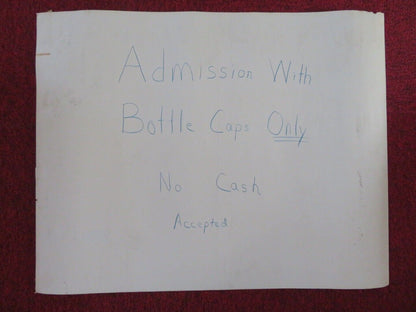 Admission With
Bottle Caps Only
No Cash
Accepted